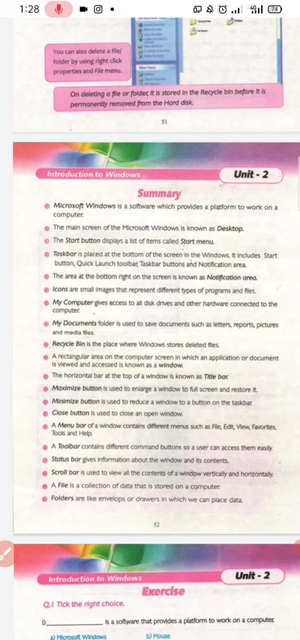 1:28
74
You can also delete a file/
folder by using right click
properties and File menu.
On deleting a file or folder, it is stored in the Recycle bin before it is
permanently removed from the Hard disk.
51
Introduction to Windows
Unit - 2
Summary
Microsoft Windows is a software which provides a platform to work on a
computer.
The main screen of the Microsoft Windows is known as Desktop.
The Start button displays a list of items called Start menu.
Taskbar is placed at the bottom of the screen in the Windows. It includes Start
button, Quick Launch toolbar, Taskbar buttons and Notification area.
The area at the bottom right on the screen is known as Notification area.
Icons are small images that represent different types of programs and files.
My Computer gives access to all disk drives and other hardware connected to the
computer.
My Documents folder is used to save documents such as letters, reports, pictures
and media files.
Recycle Bin is the place where Windows stores deleted files.
A rectangular area on the computer screen in which an application or document
is viewed and accessed is known as a window.
The horizontal bar at the top of a window is known as Title bar.
Maximize button is used to enlarge a window to full screen and restore it.
Minimize button is used to reduce a window to a button on the taskbar.
Close button is used to close an open window.
A Menu bar of a window contains different menus such as File, Edit, View, Favorites,
Tools and Help.
A Toolbar contains different command buttons so a user can access them easily.
Status bar gives information about the window and its contents.
Scroll bar is used to view all the contents of a window vertically and horizontally.
A File is a collection of data that is stored on a computer.
Folders are like envelops or drawers in which we can place data.
52
Introduction to Windows
Unit - 2
Exercise
Q.1 Tick the right choice.
i)____________ is a software that provides a platform to work on a computer.
a) Microsoft Windows b) Mouse